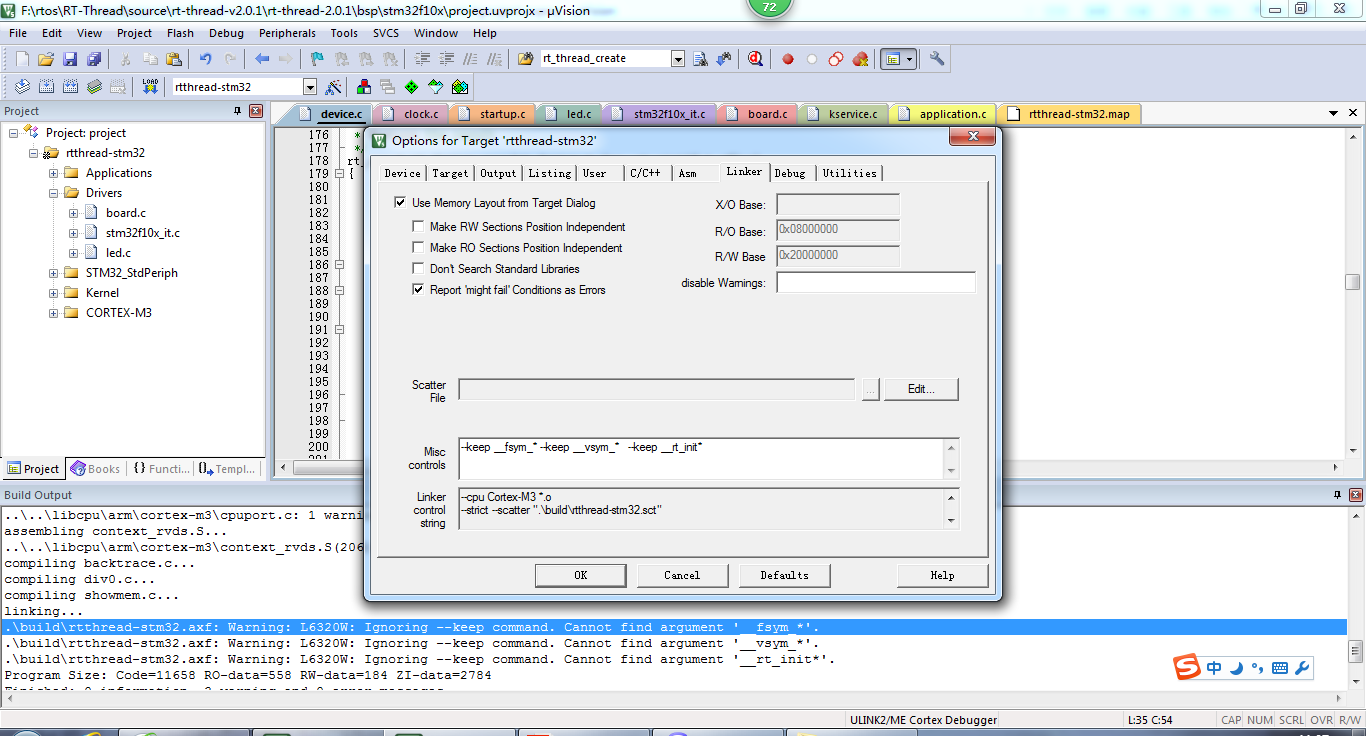 F:\rtos\RT-Thread\source\rt-thread-v2.0.1\rt-thread-2.0.1\bsp\stm32f10x\project.uvprojx - µVision
72
File Edit View Project Flash Debug Peripherals Tools SVCS Window Help
rt_thread_create
LOAD
rtthread-stm32
Project
device.c clock.c startup.c led.c stm32f10x_it.c board.c kservice.c application.c rtthread-stm32.map
Project: project
rtthread-stm32
Applications
Drivers
board.c
stm32f10x_it.c
led.c
STM32_StdPeriph
Kernel
CORTEX-M3
176 *
177 */
178 rt_
179 {
180
181
182
183
184
185
186
187
188
189
190
191
192
193
194
195
196
197
198
199
200
201
Options for Target 'rtthread-stm32'
Device Target Output Listing User C/C++ Asm Linker Debug Utilities
Use Memory Layout from Target Dialog
Make RW Sections Position Independent
Make RO Sections Position Independent
Don't Search Standard Libraries
Report 'might fail' Conditions as Errors
X/O Base:
R/O Base: 0x08000000
R/W Base 0x20000000
disable Warnings:
Scatter
File
... Edit...
Misc
controls
--keep __fsym_* --keep __vsym_* --keep __rt_init*
Linker
control
string
--cpu Cortex-M3 *.o
--strict --scatter ".\build\rtthread-stm32.sct"
OK Cancel Defaults Help
Project Books {} Functi... Templ...
Build Output
..\..\libcpu\arm\cortex-m3\cpuport.c: 1 warni
assembling context_rvds.S...
..\..\libcpu\arm\cortex-m3\context_rvds.S(206
compiling backtrace.c...
compiling div0.c...
compiling showmem.c...
linking...
.\build\rtthread-stm32.axf: Warning: L6320W: Ignoring --keep command. Cannot find argument '__fsym_*'.
.\build\rtthread-stm32.axf: Warning: L6320W: Ignoring --keep command. Cannot find argument '__vsym_*'.
.\build\rtthread-stm32.axf: Warning: L6320W: Ignoring --keep command. Cannot find argument '__rt_init*'.
Program Size: Code=11658 RO-data=558 RW-data=184 ZI-data=2784
中
ULINK2/ME Cortex Debugger L:35 C:54 CAP NUM SCRL OVR R/W